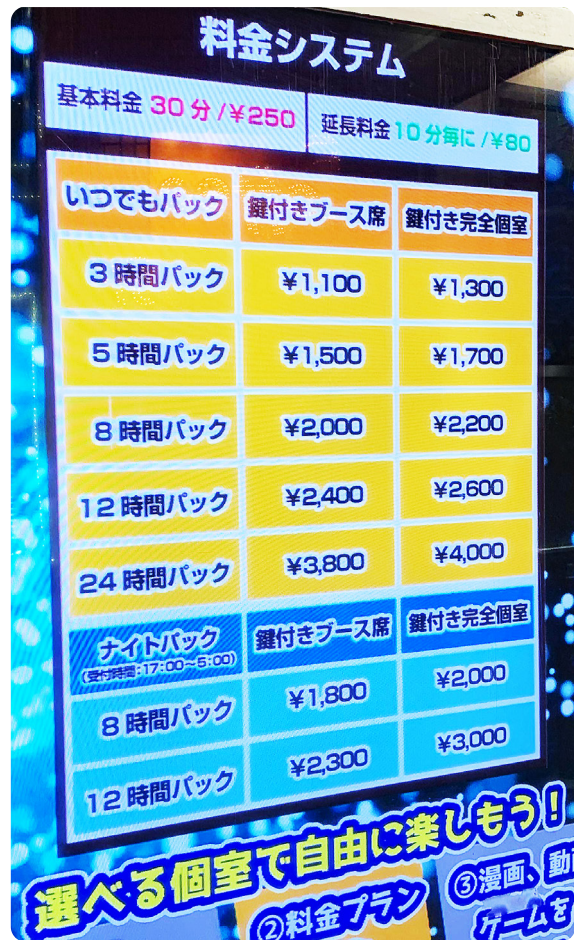 料金システム
基本料金 30分/¥250 延長料金10分毎に/¥80
いつでもパック 鍵付きブース席 鍵付き完全個室
3時間パック ¥1,100 ¥1,300
5時間パック ¥1,500 ¥1,700
8時間パック ¥2,000 ¥2,200
12時間パック ¥2,400 ¥2,600
24時間パック ¥3,800 ¥4,000
ナイトパック 鍵付きブース席 鍵付き完全個室
(受付時間:17:00~5:00)
8時間パック ¥1,800 ¥2,000
12時間パック ¥2,300 ¥3,000
選べる個室で自由に楽しもう!
②料金プラン ③漫画、動
ゲームを